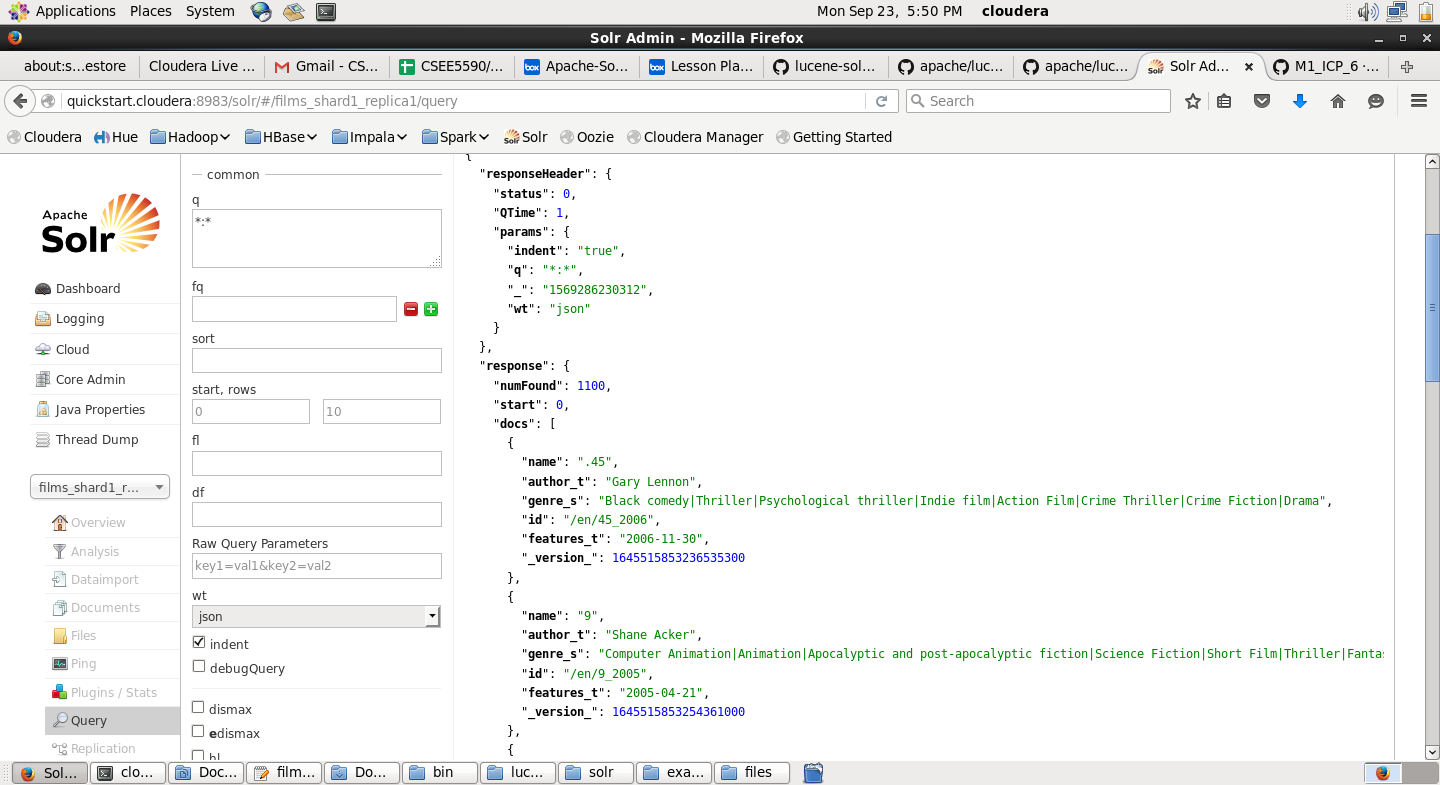 Applications Places System Mon Sep 23, 5:50 PM cloudera
Solr Admin - Mozilla Firefox
about:s...estore Cloudera Live ... Gmail - CS... CSEE5590/... Apache-So... Lesson Pla... lucene-sol... apache/luc... apache/luc... Solr Ad... M1_ICP_6 ·...
quickstart.cloudera:8983/solr/#/films_shard1_replica1/query Search
Cloudera Hue Hadoop HBase Impala Spark Solr Oozie Cloudera Manager Getting Started
Apache
Solr
Dashboard
Logging
Cloud
Core Admin
Java Properties
Thread Dump
films_shard1_r...
Overview
Analysis
Dataimport
Documents
Files
Ping
Plugins / Stats
Query
Replication
common
q
*:*
fq
sort
start, rows
0 10
fl
df
Raw Query Parameters
key1=val1&key2=val2
wt
json
indent
debugQuery
dismax
edismax
hl
{
"responseHeader": {
"status": 0,
"QTime": 1,
"params": {
"indent": "true",
"q": "*:*",
"_": "1569286230312",
"wt": "json"
}
},
"response": {
"numFound": 1100,
"start": 0,
"docs": [
{
"name": ".45",
"author_t": "Gary Lennon",
"genre_s": "Black comedy|Thriller|Psychological thriller|Indie film|Action Film|Crime Thriller|Crime Fiction|Drama",
"id": "/en/45_2006",
"features_t": "2006-11-30",
"_version_": 1645515853236535300
},
{
"name": "9",
"author_t": "Shane Acker",
"genre_s": "Computer Animation|Animation|Apocalyptic and post-apocalyptic fiction|Science Fiction|Short Film|Thriller|Fantas
"id": "/en/9_2005",
"features_t": "2005-04-21",
"_version_": 1645515853254361000
},
{
Sol... clo... Doc... film... Do... bin luc... solr exa... files